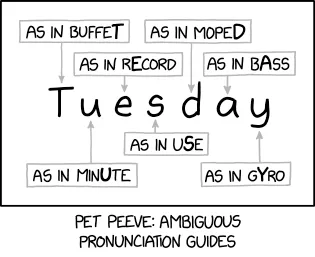 AS IN BUFFET AS IN MOPED
AS IN RECORD AS IN BASS
Tuesday
AS IN USE
AS IN MINUTE AS IN GYRO
PET PEEVE: AMBIGUOUS
PRONUNCIATION GUIDES